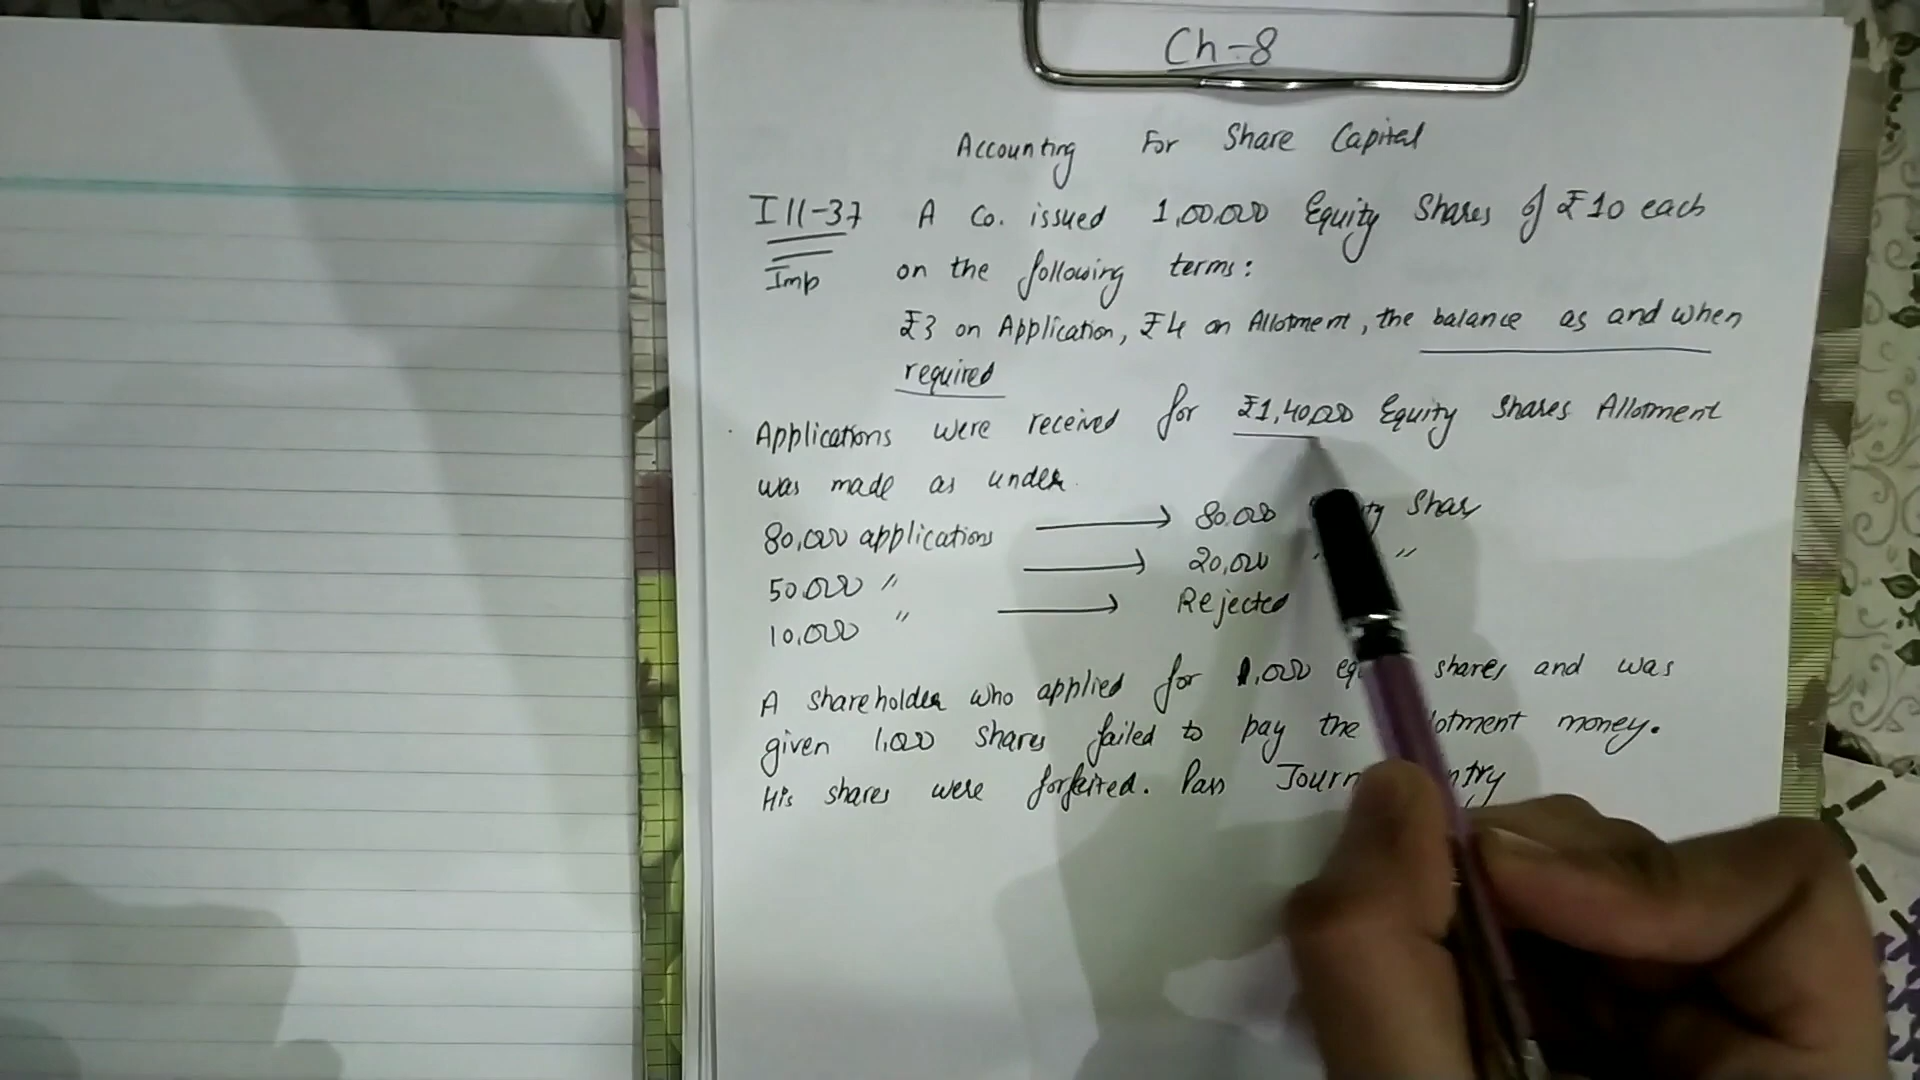 Ch-8
Accounting For Share Capital
Ill-37 A Co. issued 1,00,000 Equity Shares of ₹10 each
Imp on the following terms:
₹3 on Application, ₹4 on Allotment, the balance as and when
required
Applications were received for ₹1,40,000 Equity Shares Allotment
was made as under
80,000 applications → 80,000 Shares
50,000 " → 20,000 " "
10,000 " → Rejected
A shareholder who applied for 1,000 shares and was
given 1,000 shares failed to pay the money.
His shares were forfeited. Pass